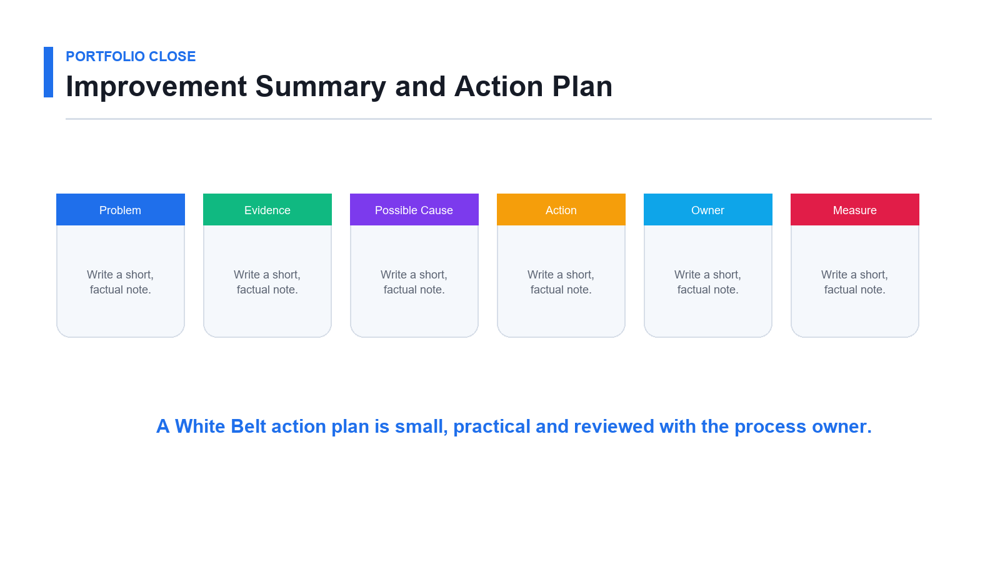 PORTFOLIO CLOSE
Improvement Summary and Action Plan
Problem
Write a short,
factual note.
Evidence
Write a short,
factual note.
Possible Cause
Write a short,
factual note.
Action
Write a short,
factual note.
Owner
Write a short,
factual note.
Measure
Write a short,
factual note.
A White Belt action plan is small, practical and reviewed with the process owner.